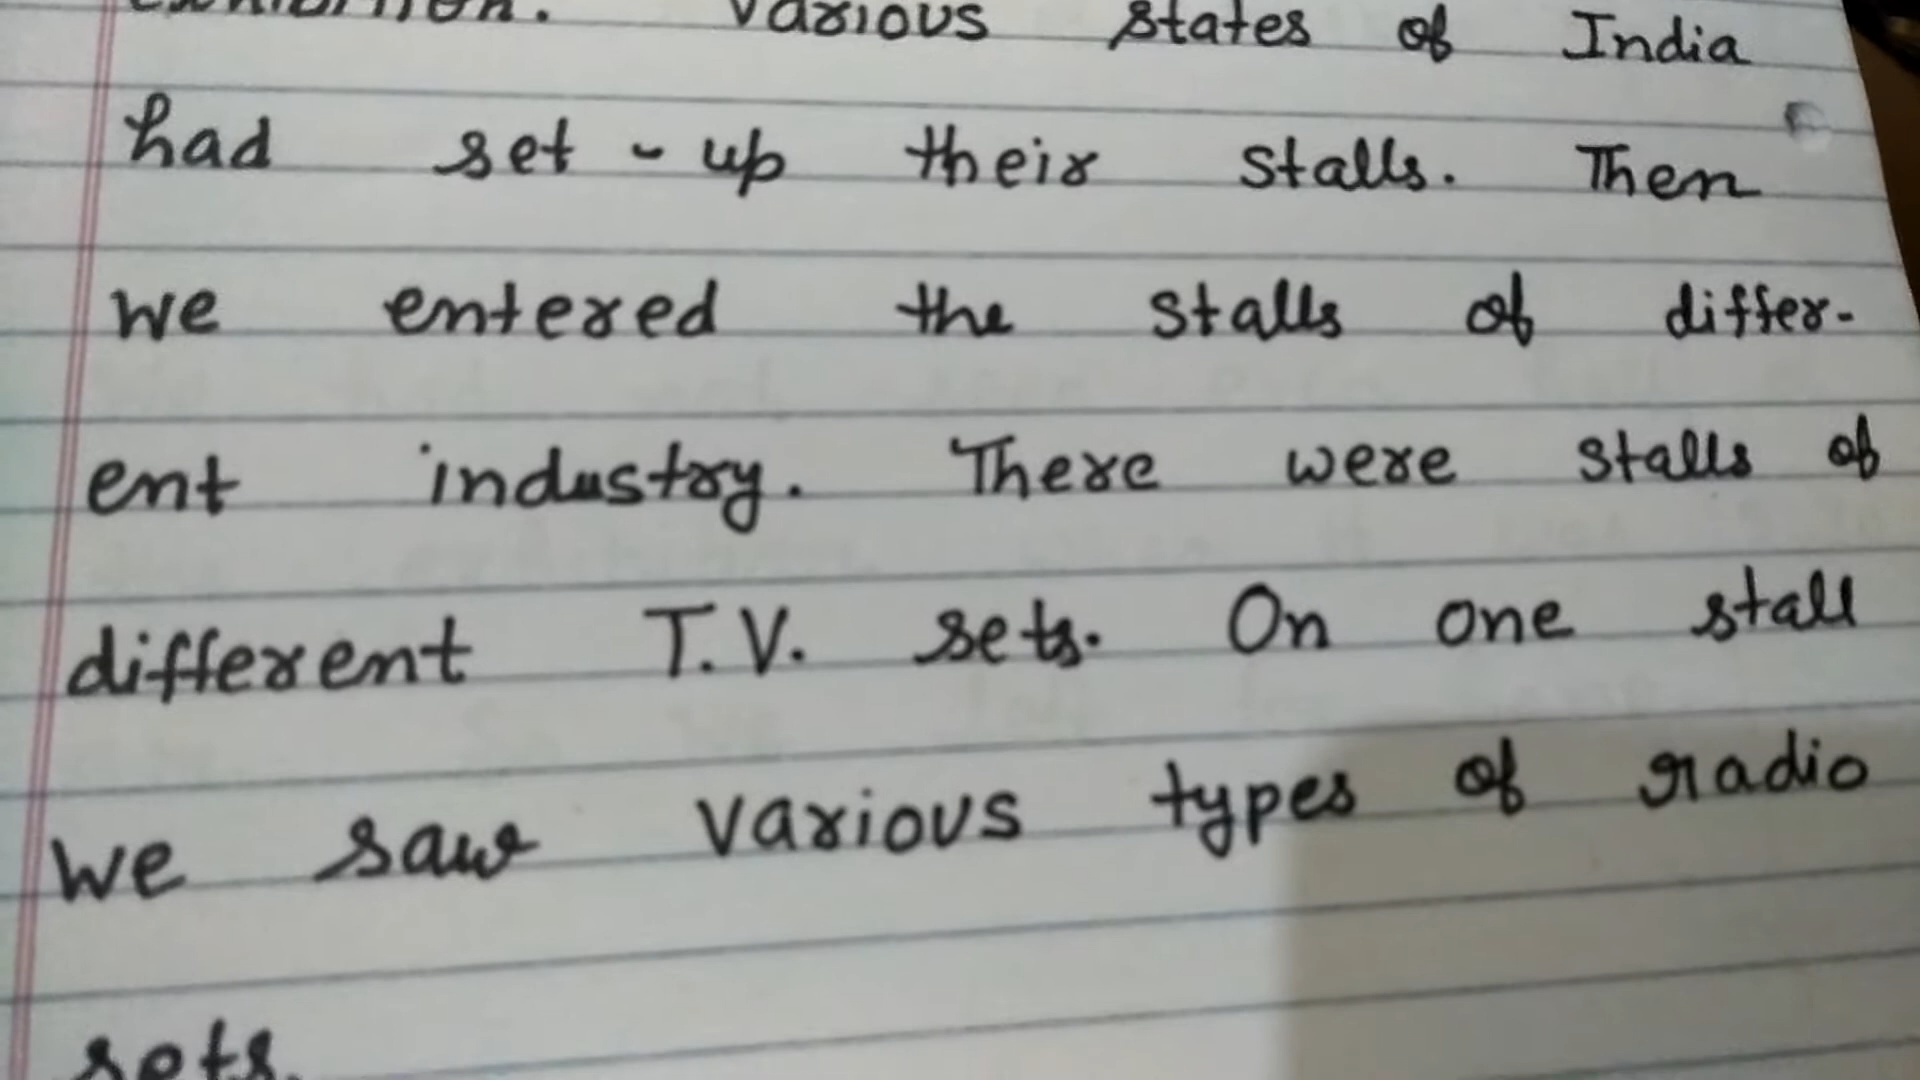 exhibition. Various states of India
had set-up their stalls. Then
we entered the stalls of differ-
ent industry. There were stalls of
different T.V. sets. On one stall
we saw various types of radio
sets.